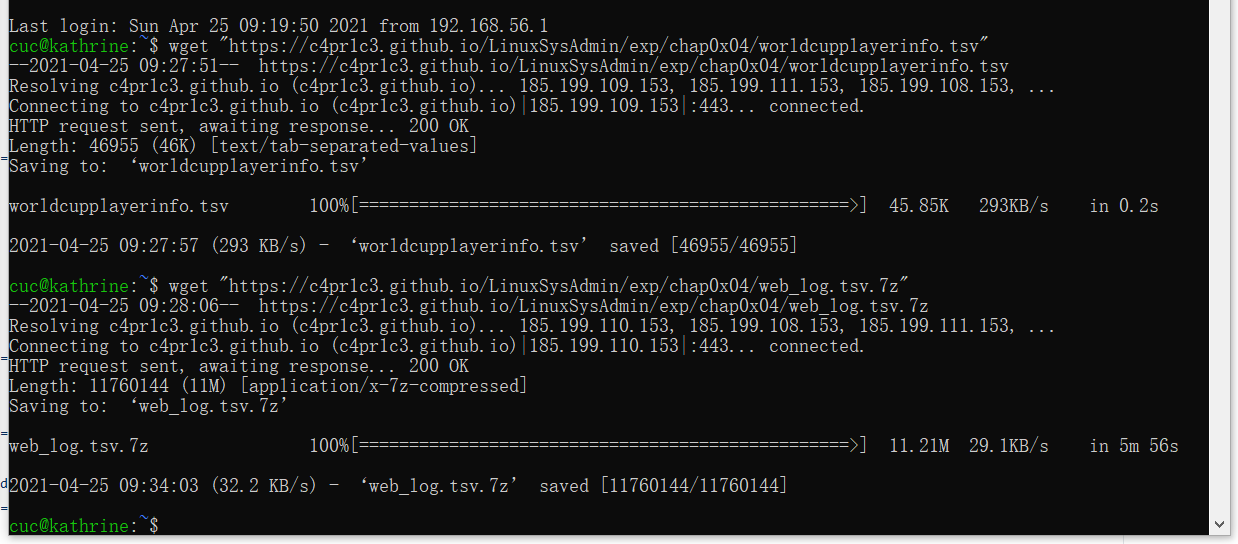 Last login: Sun Apr 25 09:19:50 2021 from 192.168.56.1
cuc@kathrine:~$ wget "https://c4pr1c3.github.io/LinuxSysAdmin/exp/chap0x04/worldcupplayerinfo.tsv"
--2021-04-25 09:27:51--  https://c4pr1c3.github.io/LinuxSysAdmin/exp/chap0x04/worldcupplayerinfo.tsv
Resolving c4pr1c3.github.io (c4pr1c3.github.io)... 185.199.109.153, 185.199.111.153, 185.199.108.153, ...
Connecting to c4pr1c3.github.io (c4pr1c3.github.io)|185.199.109.153|:443... connected.
HTTP request sent, awaiting response... 200 OK
Length: 46955 (46K) [text/tab-separated-values]
Saving to: ‘worldcupplayerinfo.tsv’
worldcupplayerinfo.tsv        100%[=================================================>]  45.85K   293KB/s    in 0.2s
2021-04-25 09:27:57 (293 KB/s) - ‘worldcupplayerinfo.tsv’ saved [46955/46955]
cuc@kathrine:~$ wget "https://c4pr1c3.github.io/LinuxSysAdmin/exp/chap0x04/web_log.tsv.7z"
--2021-04-25 09:28:06--  https://c4pr1c3.github.io/LinuxSysAdmin/exp/chap0x04/web_log.tsv.7z
Resolving c4pr1c3.github.io (c4pr1c3.github.io)... 185.199.110.153, 185.199.108.153, 185.199.111.153, ...
Connecting to c4pr1c3.github.io (c4pr1c3.github.io)|185.199.110.153|:443... connected.
HTTP request sent, awaiting response... 200 OK
Length: 11760144 (11M) [application/x-7z-compressed]
Saving to: ‘web_log.tsv.7z’
web_log.tsv.7z                100%[=================================================>]  11.21M  29.1KB/s    in 5m 56s
2021-04-25 09:34:03 (32.2 KB/s) - ‘web_log.tsv.7z’ saved [11760144/11760144]
cuc@kathrine:~$